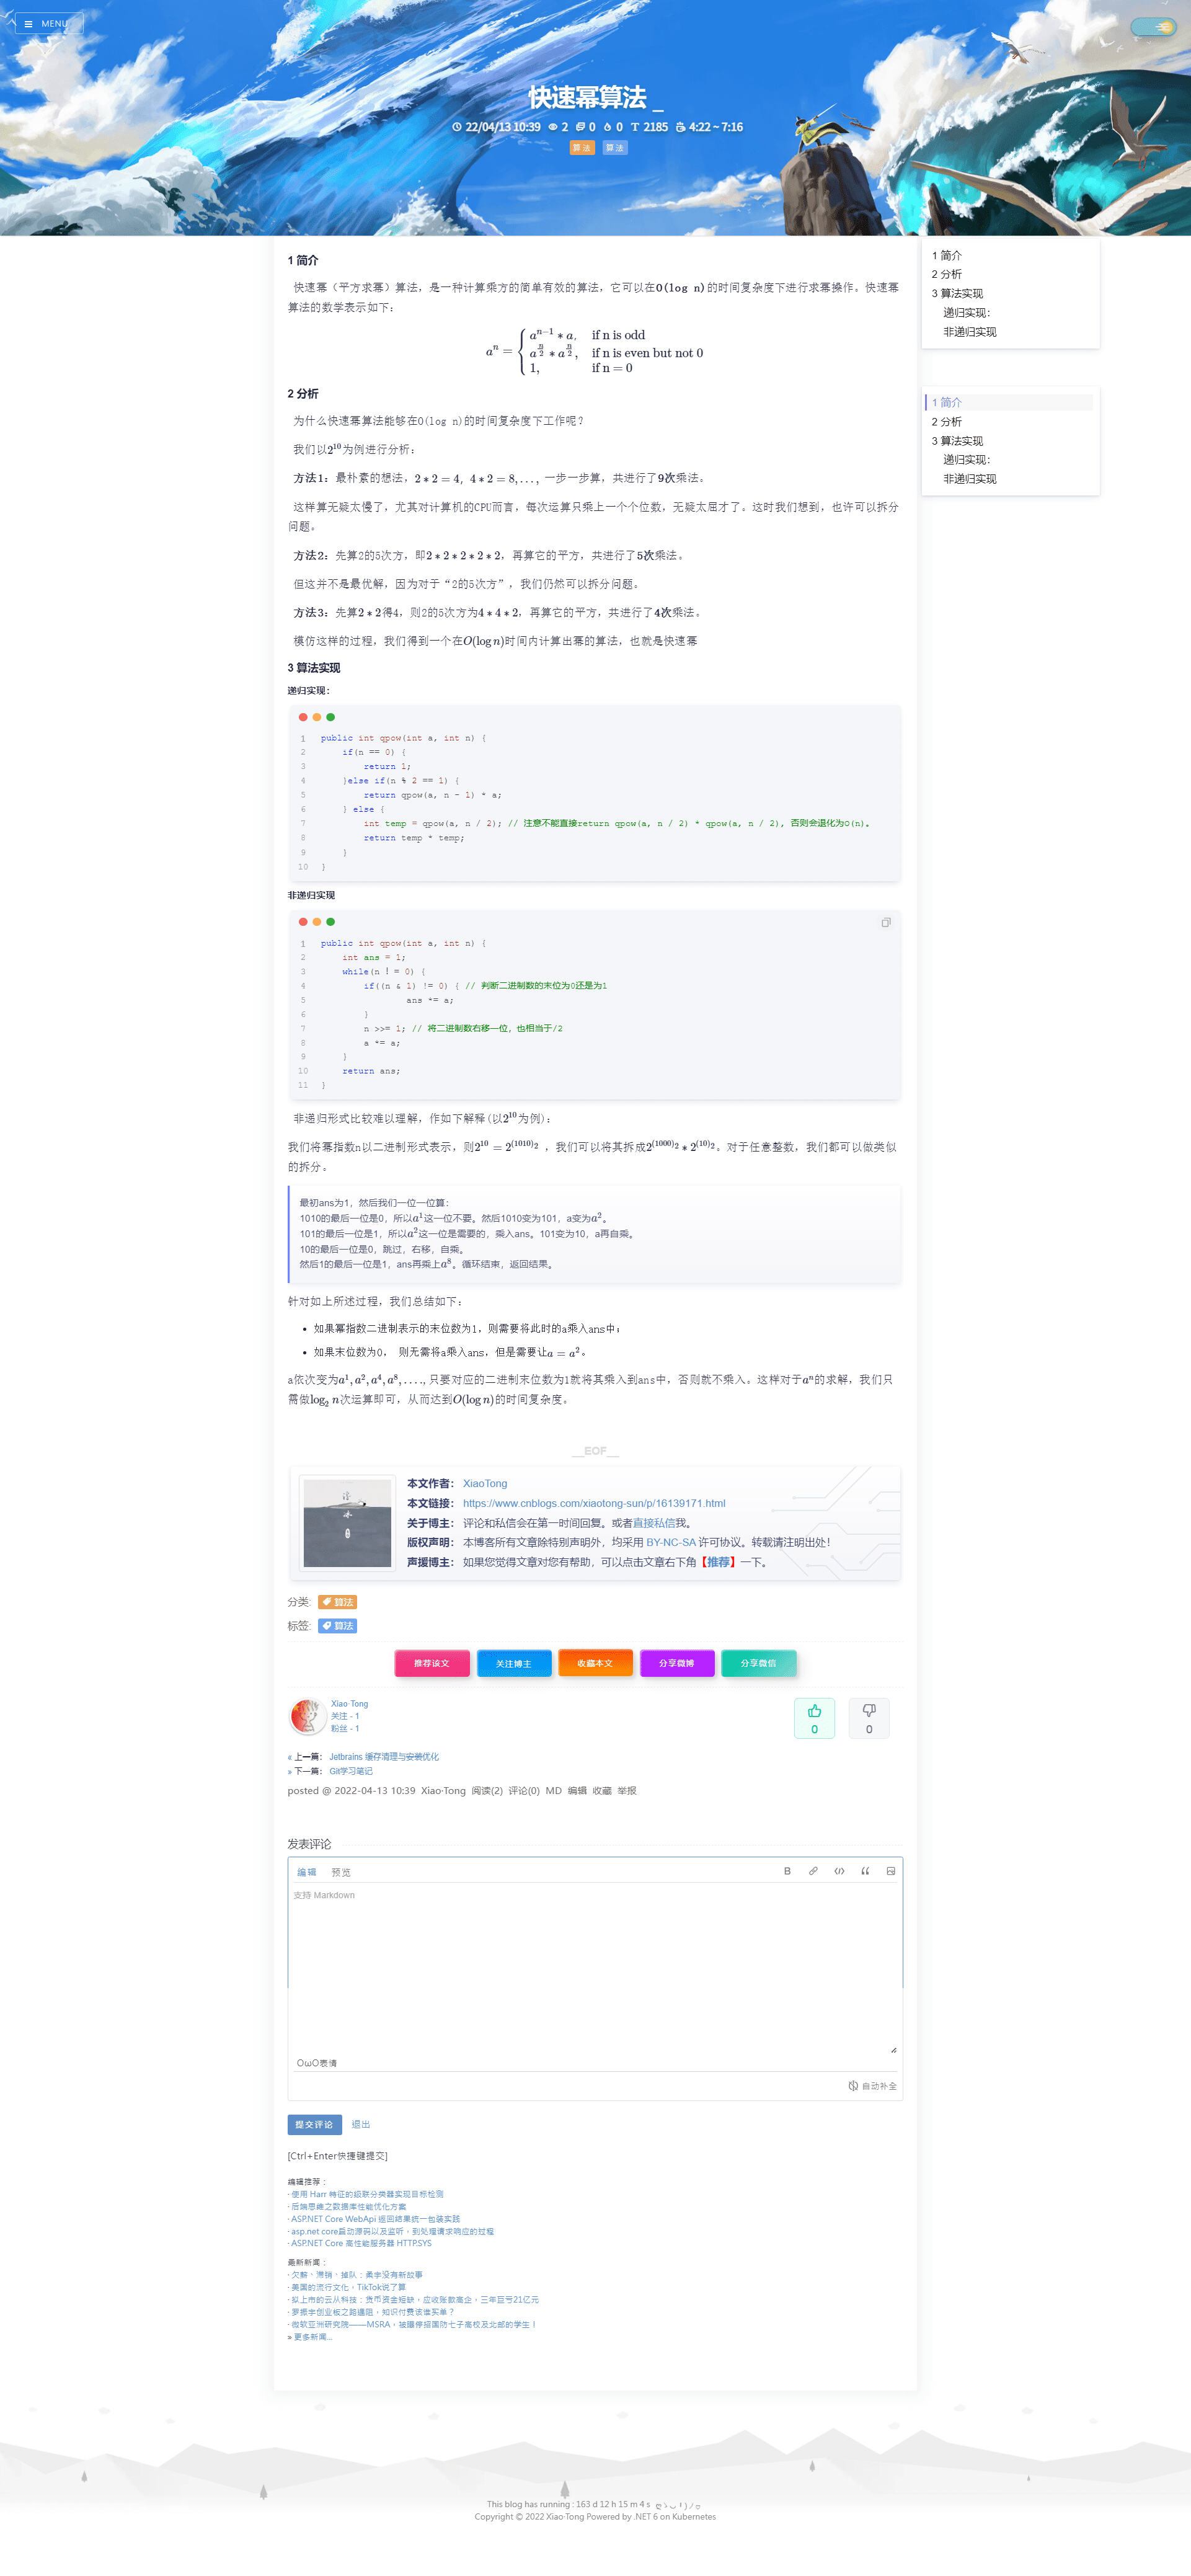 MENU
快速幂算法 _
22/04/13 10:39 2 0 0 2185 4:22 ~ 7:16
算法 算法
1 简介
快速幂（平方求幂）算法，是一种计算乘方的简单有效的算法，它可以在O(log n)的时间复杂度下进行求幂操作。快速幂
算法的数学表示如下：
a^n = { a^{n-1} * a, if n is odd
a^{n/2} * a^{n/2}, if n is even but not 0
1, if n = 0
2 分析
为什么快速幂算法能够在O(log n)的时间复杂度下工作呢？
我们以2^{10}为例进行分析：
方法1：最朴素的想法，2 * 2 = 4，4 * 2 = 8, ...，一步一步算，共进行了9次乘法。
这样算无疑太慢了，尤其对计算机的CPU而言，每次运算只乘上一个个位数，无疑太屈才了。这时我们想到，也许可以拆分
问题。
方法2：先算2的5次方，即2 * 2 * 2 * 2 * 2，再算它的平方，共进行了5次乘法。
但这并不是最优解，因为对于“2的5次方”，我们仍然可以拆分问题。
方法3：先算2 * 2得4，则2的5次方为4 * 4 * 2，再算它的平方，共进行了4次乘法。
模仿这样的过程，我们得到一个在O(log n)时间内计算出幂的算法，也就是快速幂
3 算法实现
递归实现：
1 public int qpow(int a, int n) {
2 if(n == 0) {
3 return 1;
4 }else if(n % 2 == 1) {
5 return qpow(a, n - 1) * a;
6 } else {
7 int temp = qpow(a, n / 2); // 注意不能直接return qpow(a, n / 2) * qpow(a, n / 2), 否则会退化为O(n)。
8 return temp * temp;
9 }
10 }
非递归实现
1 public int qpow(int a, int n) {
2 int ans = 1;
3 while(n ! = 0) {
4 if((n & 1) != 0) { // 判断二进制数的末位为0还是为1
5 ans *= a;
6 }
7 n >>= 1; // 将二进制数右移一位，也相当于/2
8 a *= a;
9 }
10 return ans;
11 }
非递归形式比较难以理解，作如下解释(以2^{10}为例)：
我们将幂指数n以二进制形式表示，则2^{10} = 2^{(1010)_2} ，我们可以将其拆成2^{(1000)_2} * 2^{(10)_2}。对于任意整数，我们都可以做类似
的拆分。
最初ans为1，然后我们一位一位算：
1010的最后一位是0，所以a^1这一位不要。然后1010变为101，a变为a^2。
101的最后一位是1，所以a^2这一位是需要的，乘入ans。101变为10，a再自乘。
10的最后一位是0，跳过，右移，自乘。
然后1的最后一位是1，ans再乘上a^8。循环结束，返回结果。
针对如上所述过程，我们总结如下：
• 如果幂指数二进制表示的末位数为1，则需要将此时的a乘入ans中；
• 如果末位数为0， 则无需将a乘入ans，但是需要让a = a^2。
a依次变为a^1, a^2, a^4, a^8, ...., 只要对应的二进制末位数为1就将其乘入到ans中，否则就不乘入。这样对于a^n的求解，我们只
需做log_2 n次运算即可，从而达到O(log n)的时间复杂度。
__EOF__
本文作者： XiaoTong
本文链接： https://www.cnblogs.com/xiaotong-sun/p/16139171.html
关于博主： 评论和私信会在第一时间回复。或者直接私信我。
版权声明： 本博客所有文章除特别声明外，均采用 BY-NC-SA 许可协议。转载请注明出处！
声援博主： 如果您觉得文章对您有帮助，可以点击文章右下角【推荐】一下。
分类: 算法
标签: 算法
推荐该文 关注博主 收藏本文 分享微博 分享微信
Xiao·Tong
关注 - 1
粉丝 - 1
0 0
« 上一篇： Jetbrains 缓存清理与安装优化
» 下一篇： Git学习笔记
posted @ 2022-04-13 10:39 Xiao·Tong 阅读(2) 评论(0) MD 编辑 收藏 举报
发表评论
编辑 预览
支持 Markdown
OωO表情
自动补全
提交评论 退出
[Ctrl+Enter快捷键提交]
编辑推荐：
· 使用 Harr 特征的级联分类器实现目标检测
· 后端思维之数据库性能优化方案
· ASP.NET Core WebApi 返回结果统一包装实践
· asp.net core启动源码以及监听，到处理请求响应的过程
· ASP.NET Core 高性能服务器 HTTP.SYS
最新新闻：
· 欠薪、滞销、掉队：勇宇没有新故事
· 美国的流行文化，TikTok说了算
· 拟上市的云从科技：货币资金短缺，应收账款高企，三年巨亏21亿元
· 罗振宇创业板之路遇阻，知识付费该谁买单？
· 微软亚洲研究院——MSRA，被曝停招国防七子高校及北邮的学生！
» 更多新闻...
1 简介
2 分析
3 算法实现
递归实现：
非递归实现
1 简介
2 分析
3 算法实现
递归实现：
非递归实现
This blog has running : 163 d 12 h 15 m 4 s
Copyright © 2022 Xiao·Tong Powered by .NET 6 on Kubernetes